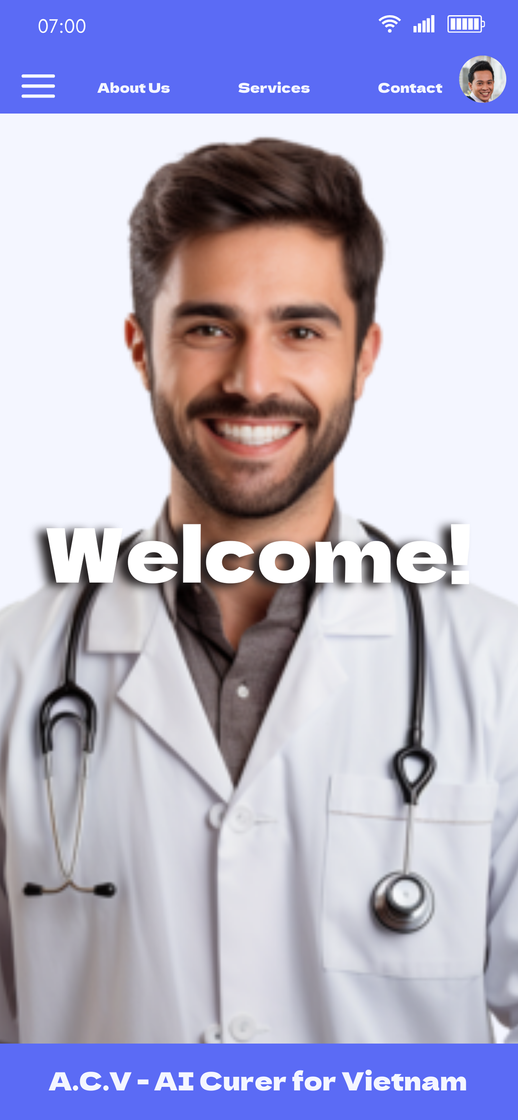 07:00
About Us Services Contact
Welcome!
A.C.V - AI Curer for Vietnam